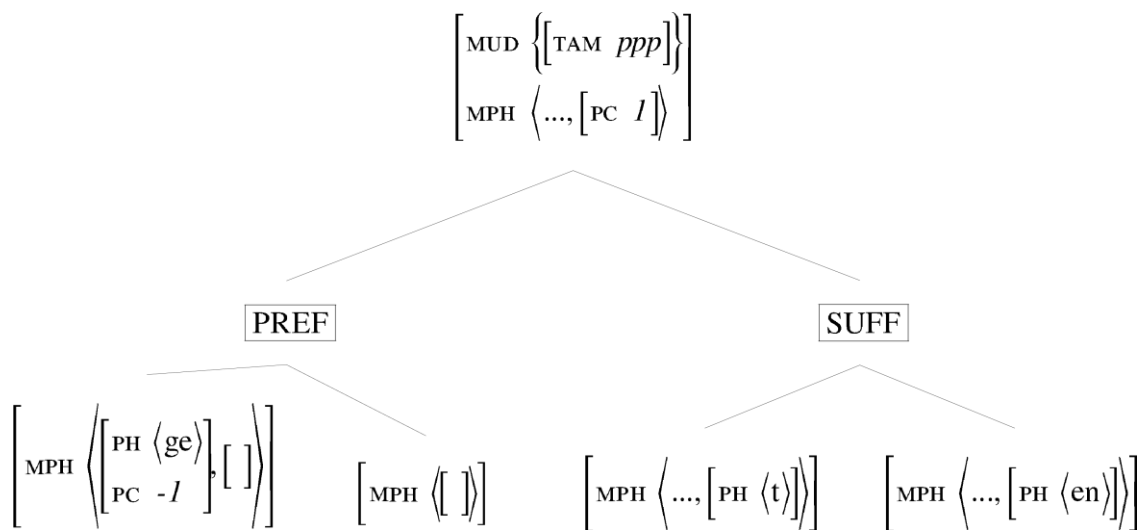 [MUD {[TAM ppp]}
MPH ⟨..., [PC 1]⟩]
PREF
SUFF
[MPH ⟨[PH ⟨ge⟩
PC -1], [ ]⟩]
[MPH ⟨[ ]⟩]
[MPH ⟨..., [PH ⟨t⟩]⟩]
[MPH ⟨..., [PH ⟨en⟩]⟩]